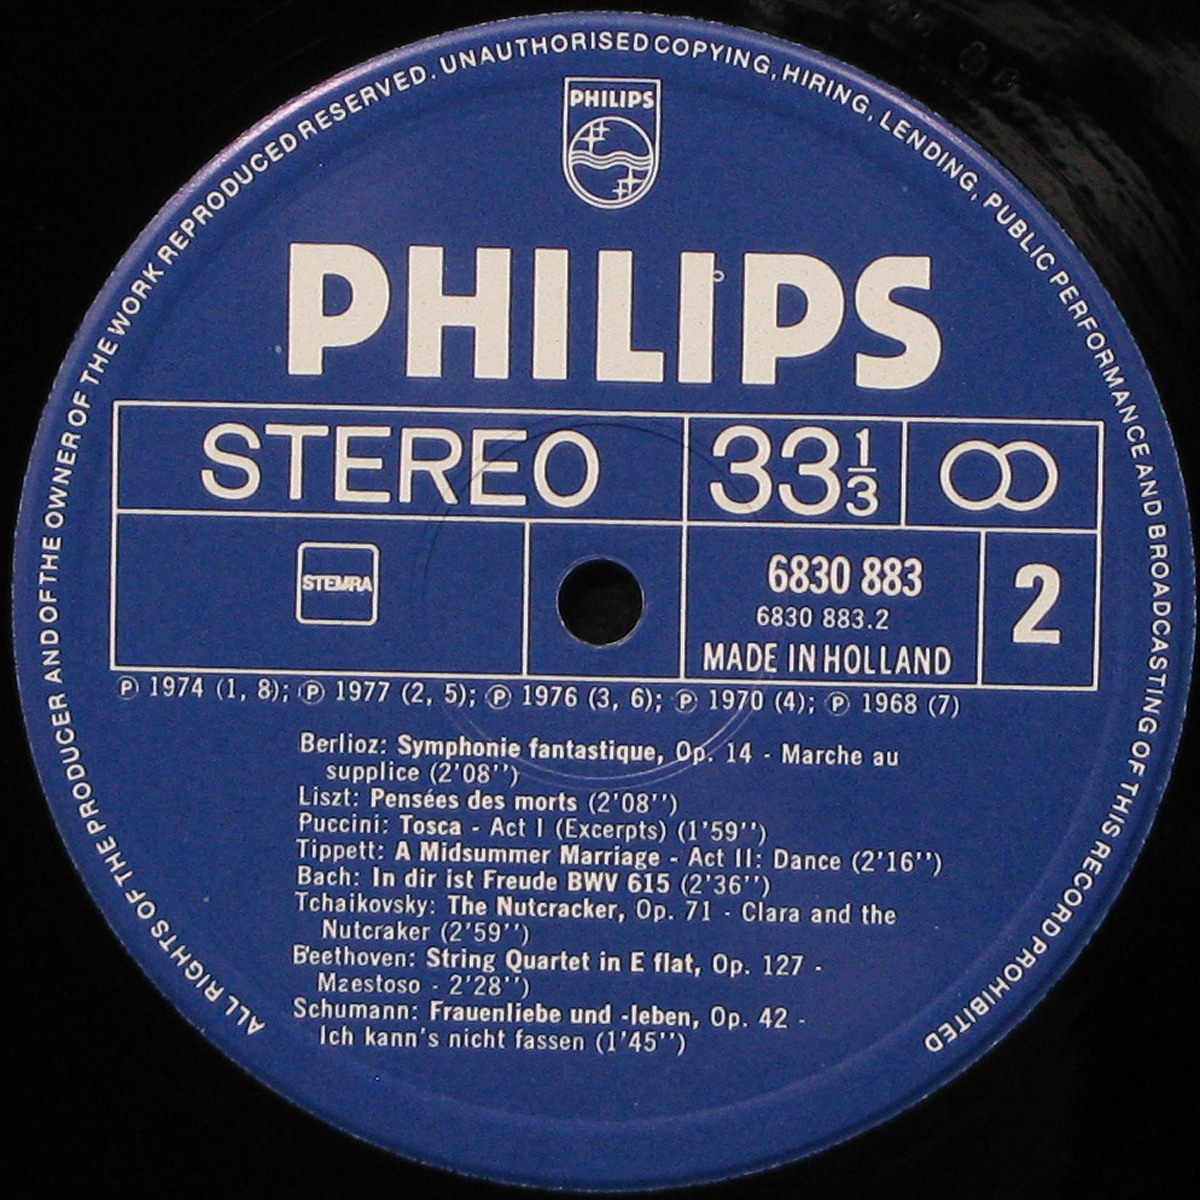 ALL RIGHTS OF THE PRODUCER AND OF THE OWNER OF THE WORK REPRODUCED RESERVED. UNAUTHORISED COPYING, HIRING, LENDING, PUBLIC PERFORMANCE AND BROADCASTING OF THIS RECORD PROHIBITED
PHILIPS
PHILIPS
STEREO 33 1/3
STEMRA
6830 883
6830 883.2
MADE IN HOLLAND
2
Ⓟ 1974 (1, 8); Ⓟ 1977 (2, 5); Ⓟ 1976 (3, 6); Ⓟ 1970 (4); Ⓟ 1968 (7)
Berlioz: Symphonie fantastique, Op. 14 - Marche au
supplice (2'08'')
Liszt: Pensées des morts (2'08'')
Puccini: Tosca - Act I (Excerpts) (1'59'')
Tippett: A Midsummer Marriage - Act II: Dance (2'16'')
Bach: In dir ist Freude BWV 615 (2'36'')
Tchaikovsky: The Nutcracker, Op. 71 - Clara and the
Nutcraker (2'59'')
Beethoven: String Quartet in E flat, Op. 127 -
Maestoso - 2'28'')
Schumann: Frauenliebe und -leben, Op. 42 -
Ich kann's nicht fassen (1'45'')